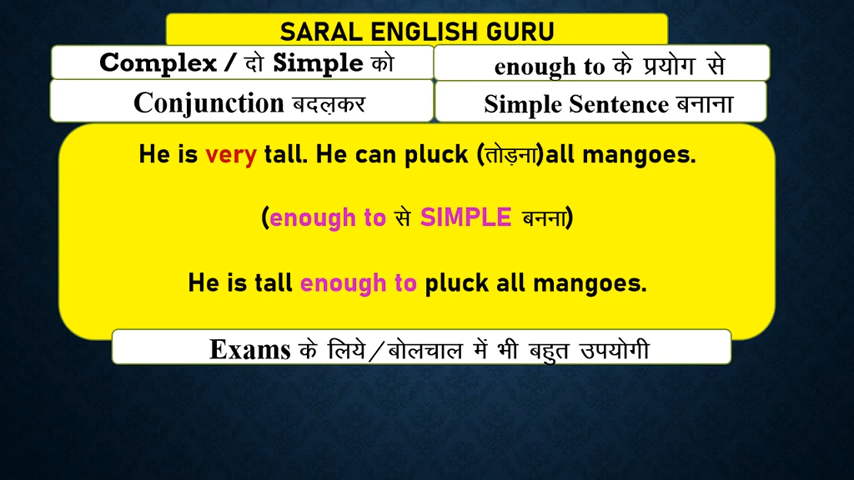 SARAL ENGLISH GURU
Complex / दो Simple को
enough to के प्रयोग से
Conjunction बदलकर
Simple Sentence बनाना
He is very tall. He can pluck (तोड़ना)all mangoes.
(enough to से SIMPLE बनना)
He is tall enough to pluck all mangoes.
Exams के लिये/बोलचाल में भी बहुत उपयोगी